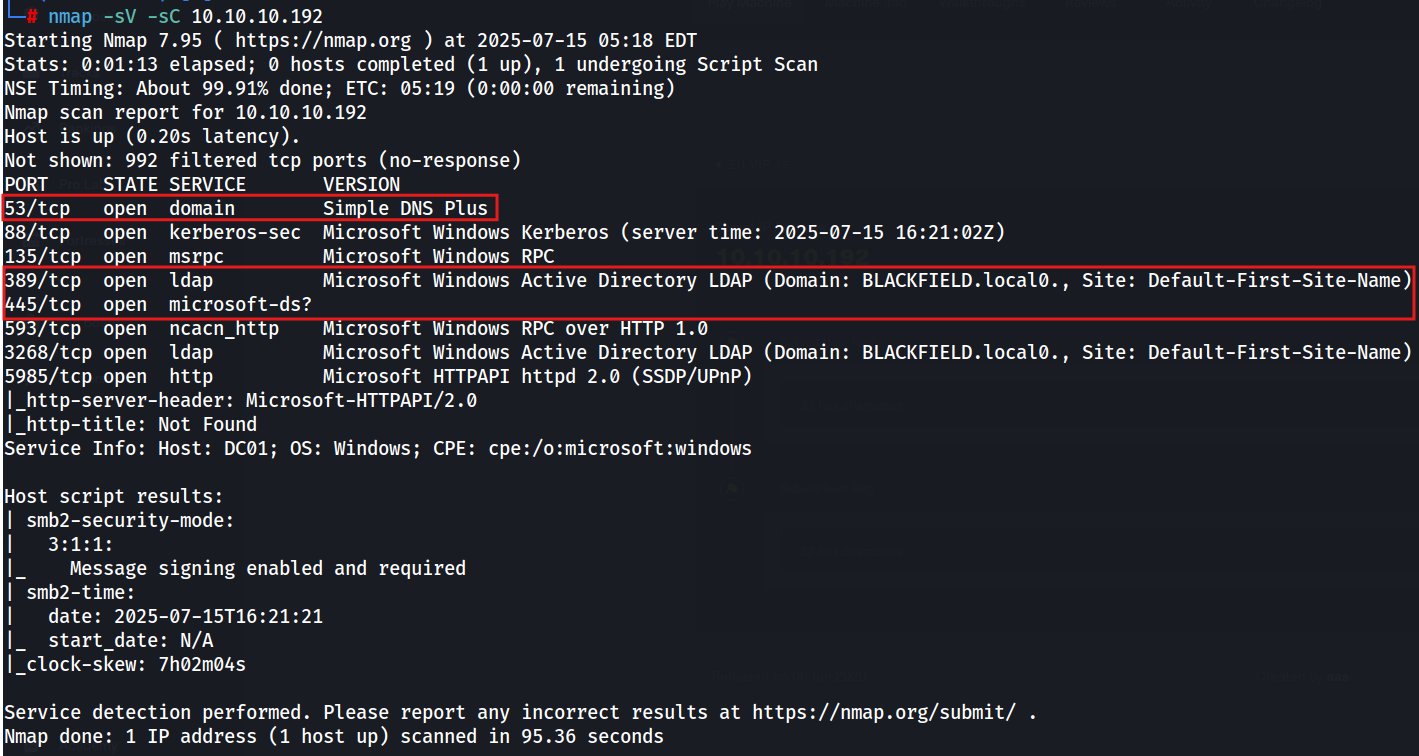 └─# nmap -sV -sC 10.10.10.192
Starting Nmap 7.95 ( https://nmap.org ) at 2025-07-15 05:18 EDT
Stats: 0:01:13 elapsed; 0 hosts completed (1 up), 1 undergoing Script Scan
NSE Timing: About 99.91% done; ETC: 05:19 (0:00:00 remaining)
Nmap scan report for 10.10.10.192
Host is up (0.20s latency).
Not shown: 992 filtered tcp ports (no-response)
PORT     STATE SERVICE       VERSION
53/tcp   open  domain        Simple DNS Plus
88/tcp   open  kerberos-sec  Microsoft Windows Kerberos (server time: 2025-07-15 16:21:02Z)
135/tcp  open  msrpc         Microsoft Windows RPC
389/tcp  open  ldap          Microsoft Windows Active Directory LDAP (Domain: BLACKFIELD.local0., Site: Default-First-Site-Name)
445/tcp  open  microsoft-ds?
593/tcp  open  ncacn_http    Microsoft Windows RPC over HTTP 1.0
3268/tcp open  ldap          Microsoft Windows Active Directory LDAP (Domain: BLACKFIELD.local0., Site: Default-First-Site-Name)
5985/tcp open  http          Microsoft HTTPAPI httpd 2.0 (SSDP/UPnP)
|_http-server-header: Microsoft-HTTPAPI/2.0
|_http-title: Not Found
Service Info: Host: DC01; OS: Windows; CPE: cpe:/o:microsoft:windows

Host script results:
| smb2-security-mode:
|   3:1:1:
|_    Message signing enabled and required
| smb2-time:
|   date: 2025-07-15T16:21:21
|_  start_date: N/A
|_clock-skew: 7h02m04s

Service detection performed. Please report any incorrect results at https://nmap.org/submit/ .
Nmap done: 1 IP address (1 host up) scanned in 95.36 seconds